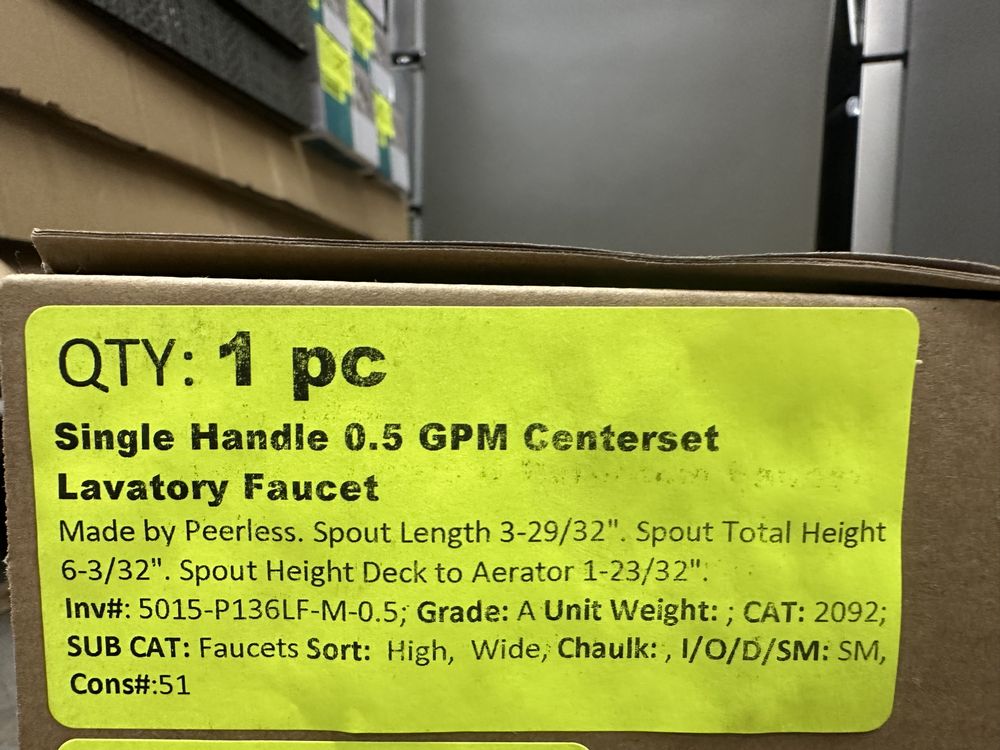 QTY: 1 pc
Single Handle 0.5 GPM Centerset
Lavatory Faucet
Made by Peerless. Spout Length 3-29/32". Spout Total Height
6-3/32". Spout Height Deck to Aerator 1-23/32".
Inv#: 5015-P136LF-M-0.5; Grade: A Unit Weight: ; CAT: 2092;
SUB CAT: Faucets Sort: High, Wide, Chaulk: , I/O/D/SM: SM,
Cons#:51